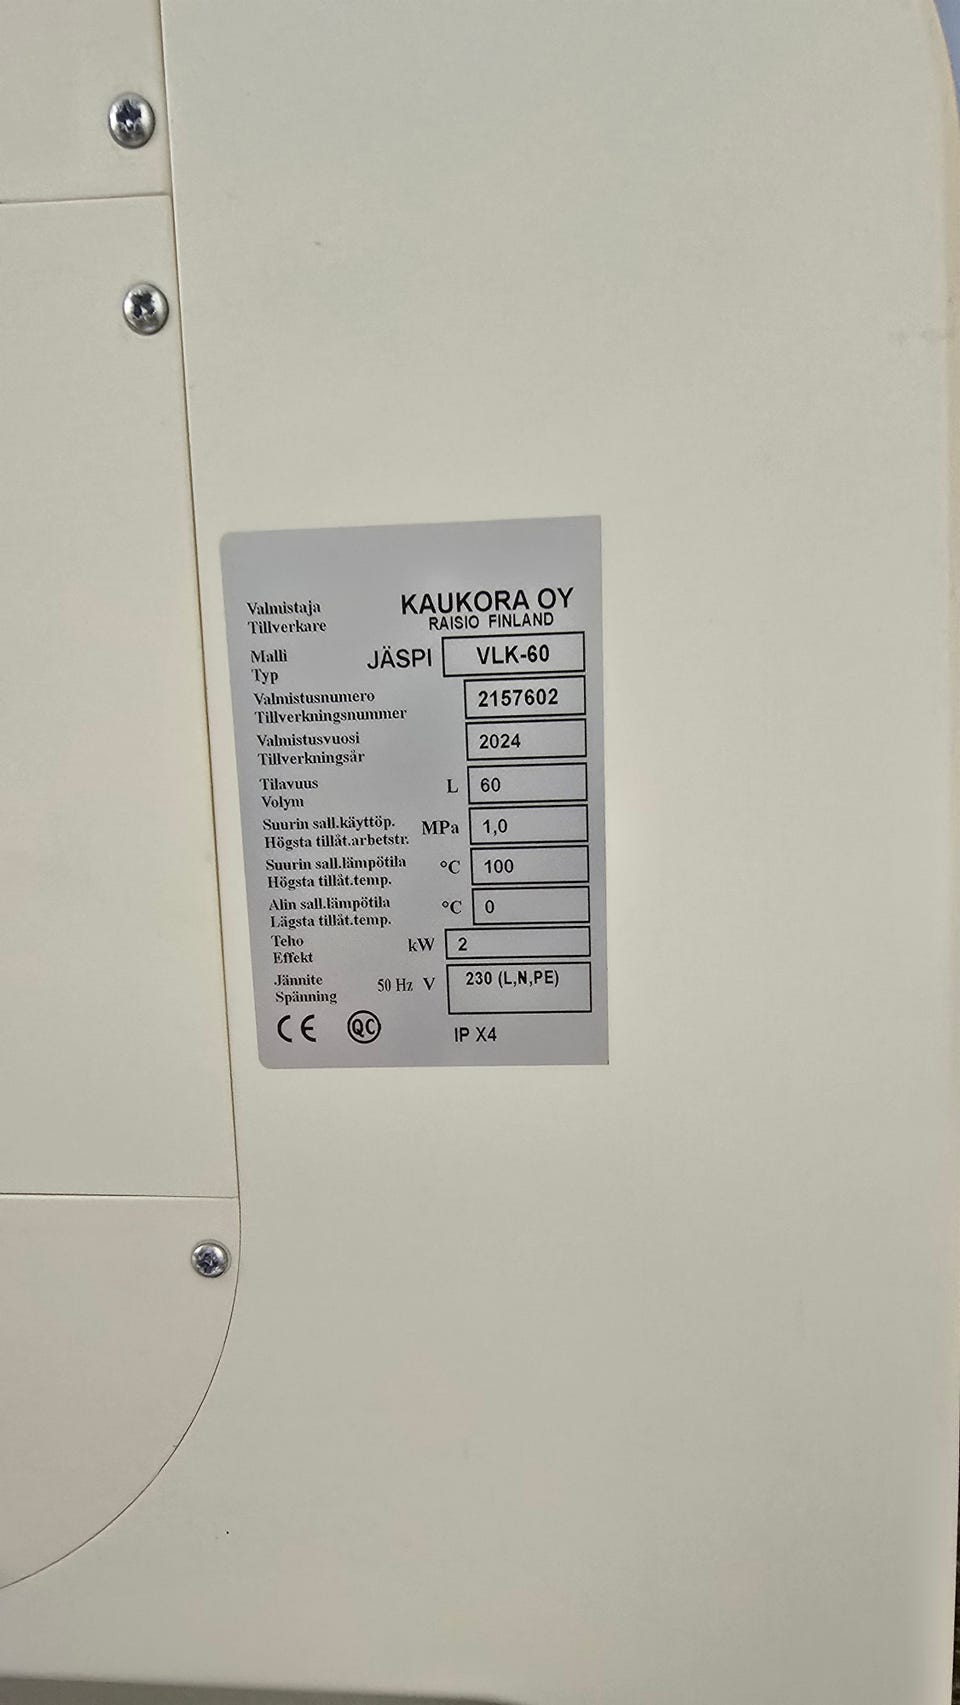 Valmistaja
Tillverkare
KAUKORA OY
RAISIO FINLAND
Malli
Typ
JÄSPI VLK-60
Valmistusnumero
Tillverkningsnummer
2157602
Valmistusvuosi
Tillverkningsår
2024
Tilavuus
Volym
L 60
Suurin sall.käyttöp.
Högsta tillåt.arbetstr.
MPa 1,0
Suurin sall.lämpötila
Högsta tillåt.temp.
°C 100
Alin sall.lämpötila
Lägsta tillåt.temp.
°C 0
Teho
Effekt
kW 2
Jännite
Spänning
50 Hz V 230 (L,N,PE)
CE QC IP X4